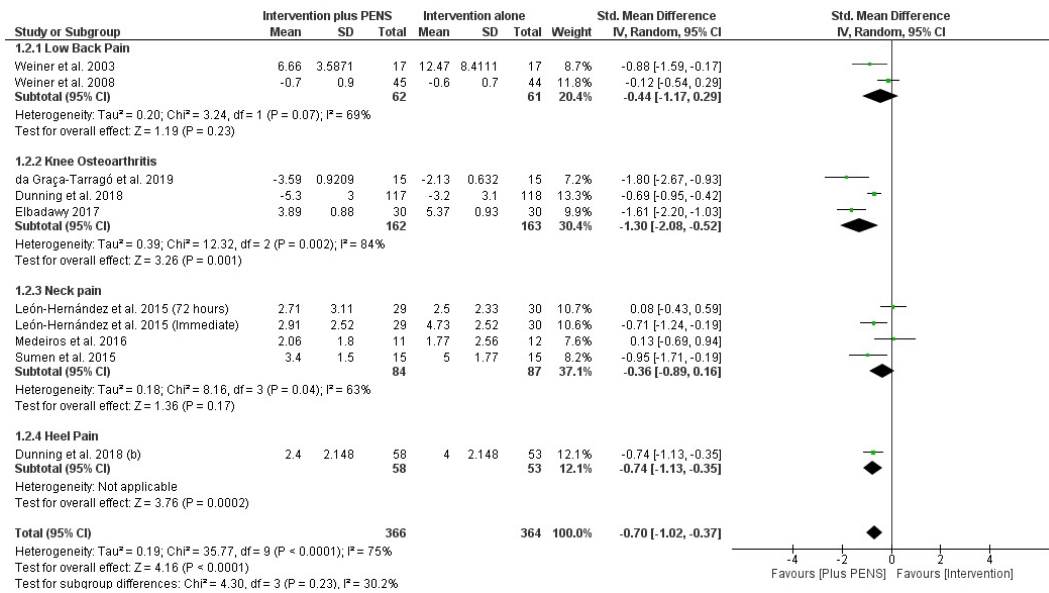 Intervention plus PENS Intervention alone Std. Mean Difference Std. Mean Difference
Study or Subgroup Mean SD Total Mean SD Total Weight IV, Random, 95% CI IV, Random, 95% CI
1.2.1 Low Back Pain
Weiner et al. 2003 6.66 3.5871 17 12.47 8.4111 17 8.7% -0.88 [-1.59, -0.17]
Weiner et al. 2008 -0.7 0.9 45 -0.6 0.7 44 11.8% -0.12 [-0.54, 0.29]
Subtotal (95% CI) 62 61 20.4% -0.44 [-1.17, 0.29]
Heterogeneity: Tau² = 0.20; Chi² = 3.24, df = 1 (P = 0.07); I² = 69%
Test for overall effect: Z = 1.19 (P = 0.23)
1.2.2 Knee Osteoarthritis
da Graça-Tarragó et al. 2019 -3.59 0.9209 15 -2.13 0.632 15 7.2% -1.80 [-2.67, -0.93]
Dunning et al. 2018 -5.3 3 117 -3.2 3.1 118 13.3% -0.69 [-0.95, -0.42]
Elbadawy 2017 3.89 0.88 30 5.37 0.93 30 9.9% -1.61 [-2.20, -1.03]
Subtotal (95% CI) 162 163 30.4% -1.30 [-2.08, -0.52]
Heterogeneity: Tau² = 0.39; Chi² = 12.32, df = 2 (P = 0.002); I² = 84%
Test for overall effect: Z = 3.26 (P = 0.001)
1.2.3 Neck pain
León-Hernández et al. 2015 (72 hours) 2.71 3.11 29 2.5 2.33 30 10.7% 0.08 [-0.43, 0.59]
León-Hernández et al. 2015 (Immediate) 2.91 2.52 29 4.73 2.52 30 10.6% -0.71 [-1.24, -0.19]
Medeiros et al. 2016 2.06 1.8 11 1.77 2.56 12 7.6% 0.13 [-0.69, 0.94]
Sumen et al. 2015 3.4 1.5 15 5 1.77 15 8.2% -0.95 [-1.71, -0.19]
Subtotal (95% CI) 84 87 37.1% -0.36 [-0.89, 0.16]
Heterogeneity: Tau² = 0.18; Chi² = 8.16, df = 3 (P = 0.04); I² = 63%
Test for overall effect: Z = 1.36 (P = 0.17)
1.2.4 Heel Pain
Dunning et al. 2018 (b) 2.4 2.148 58 4 2.148 53 12.1% -0.74 [-1.13, -0.35]
Subtotal (95% CI) 58 53 12.1% -0.74 [-1.13, -0.35]
Heterogeneity: Not applicable
Test for overall effect: Z = 3.76 (P = 0.0002)
Total (95% CI) 366 364 100.0% -0.70 [-1.02, -0.37]
Heterogeneity: Tau² = 0.19; Chi² = 35.77, df = 9 (P < 0.0001); I² = 75%
Test for overall effect: Z = 4.16 (P < 0.0001)
Test for subgroup differences: Chi² = 4.30, df = 3 (P = 0.23), I² = 30.2%
-4 -2 0 2 4
Favours [Plus PENS] Favours [Intervention]